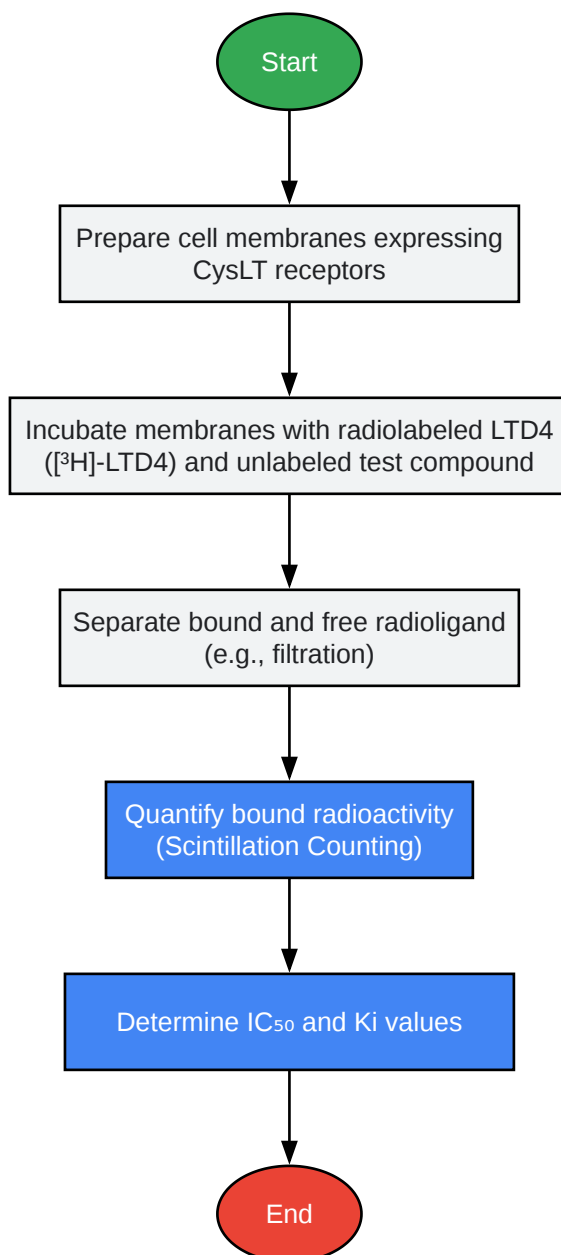 Start
Prepare cell membranes expressing
CysLT receptors
Incubate membranes with radiolabeled LTD4
([³H]-LTD4) and unlabeled test compound
Separate bound and free radioligand
(e.g., filtration)
Quantify bound radioactivity
(Scintillation Counting)
Determine IC₅₀ and Ki values
End